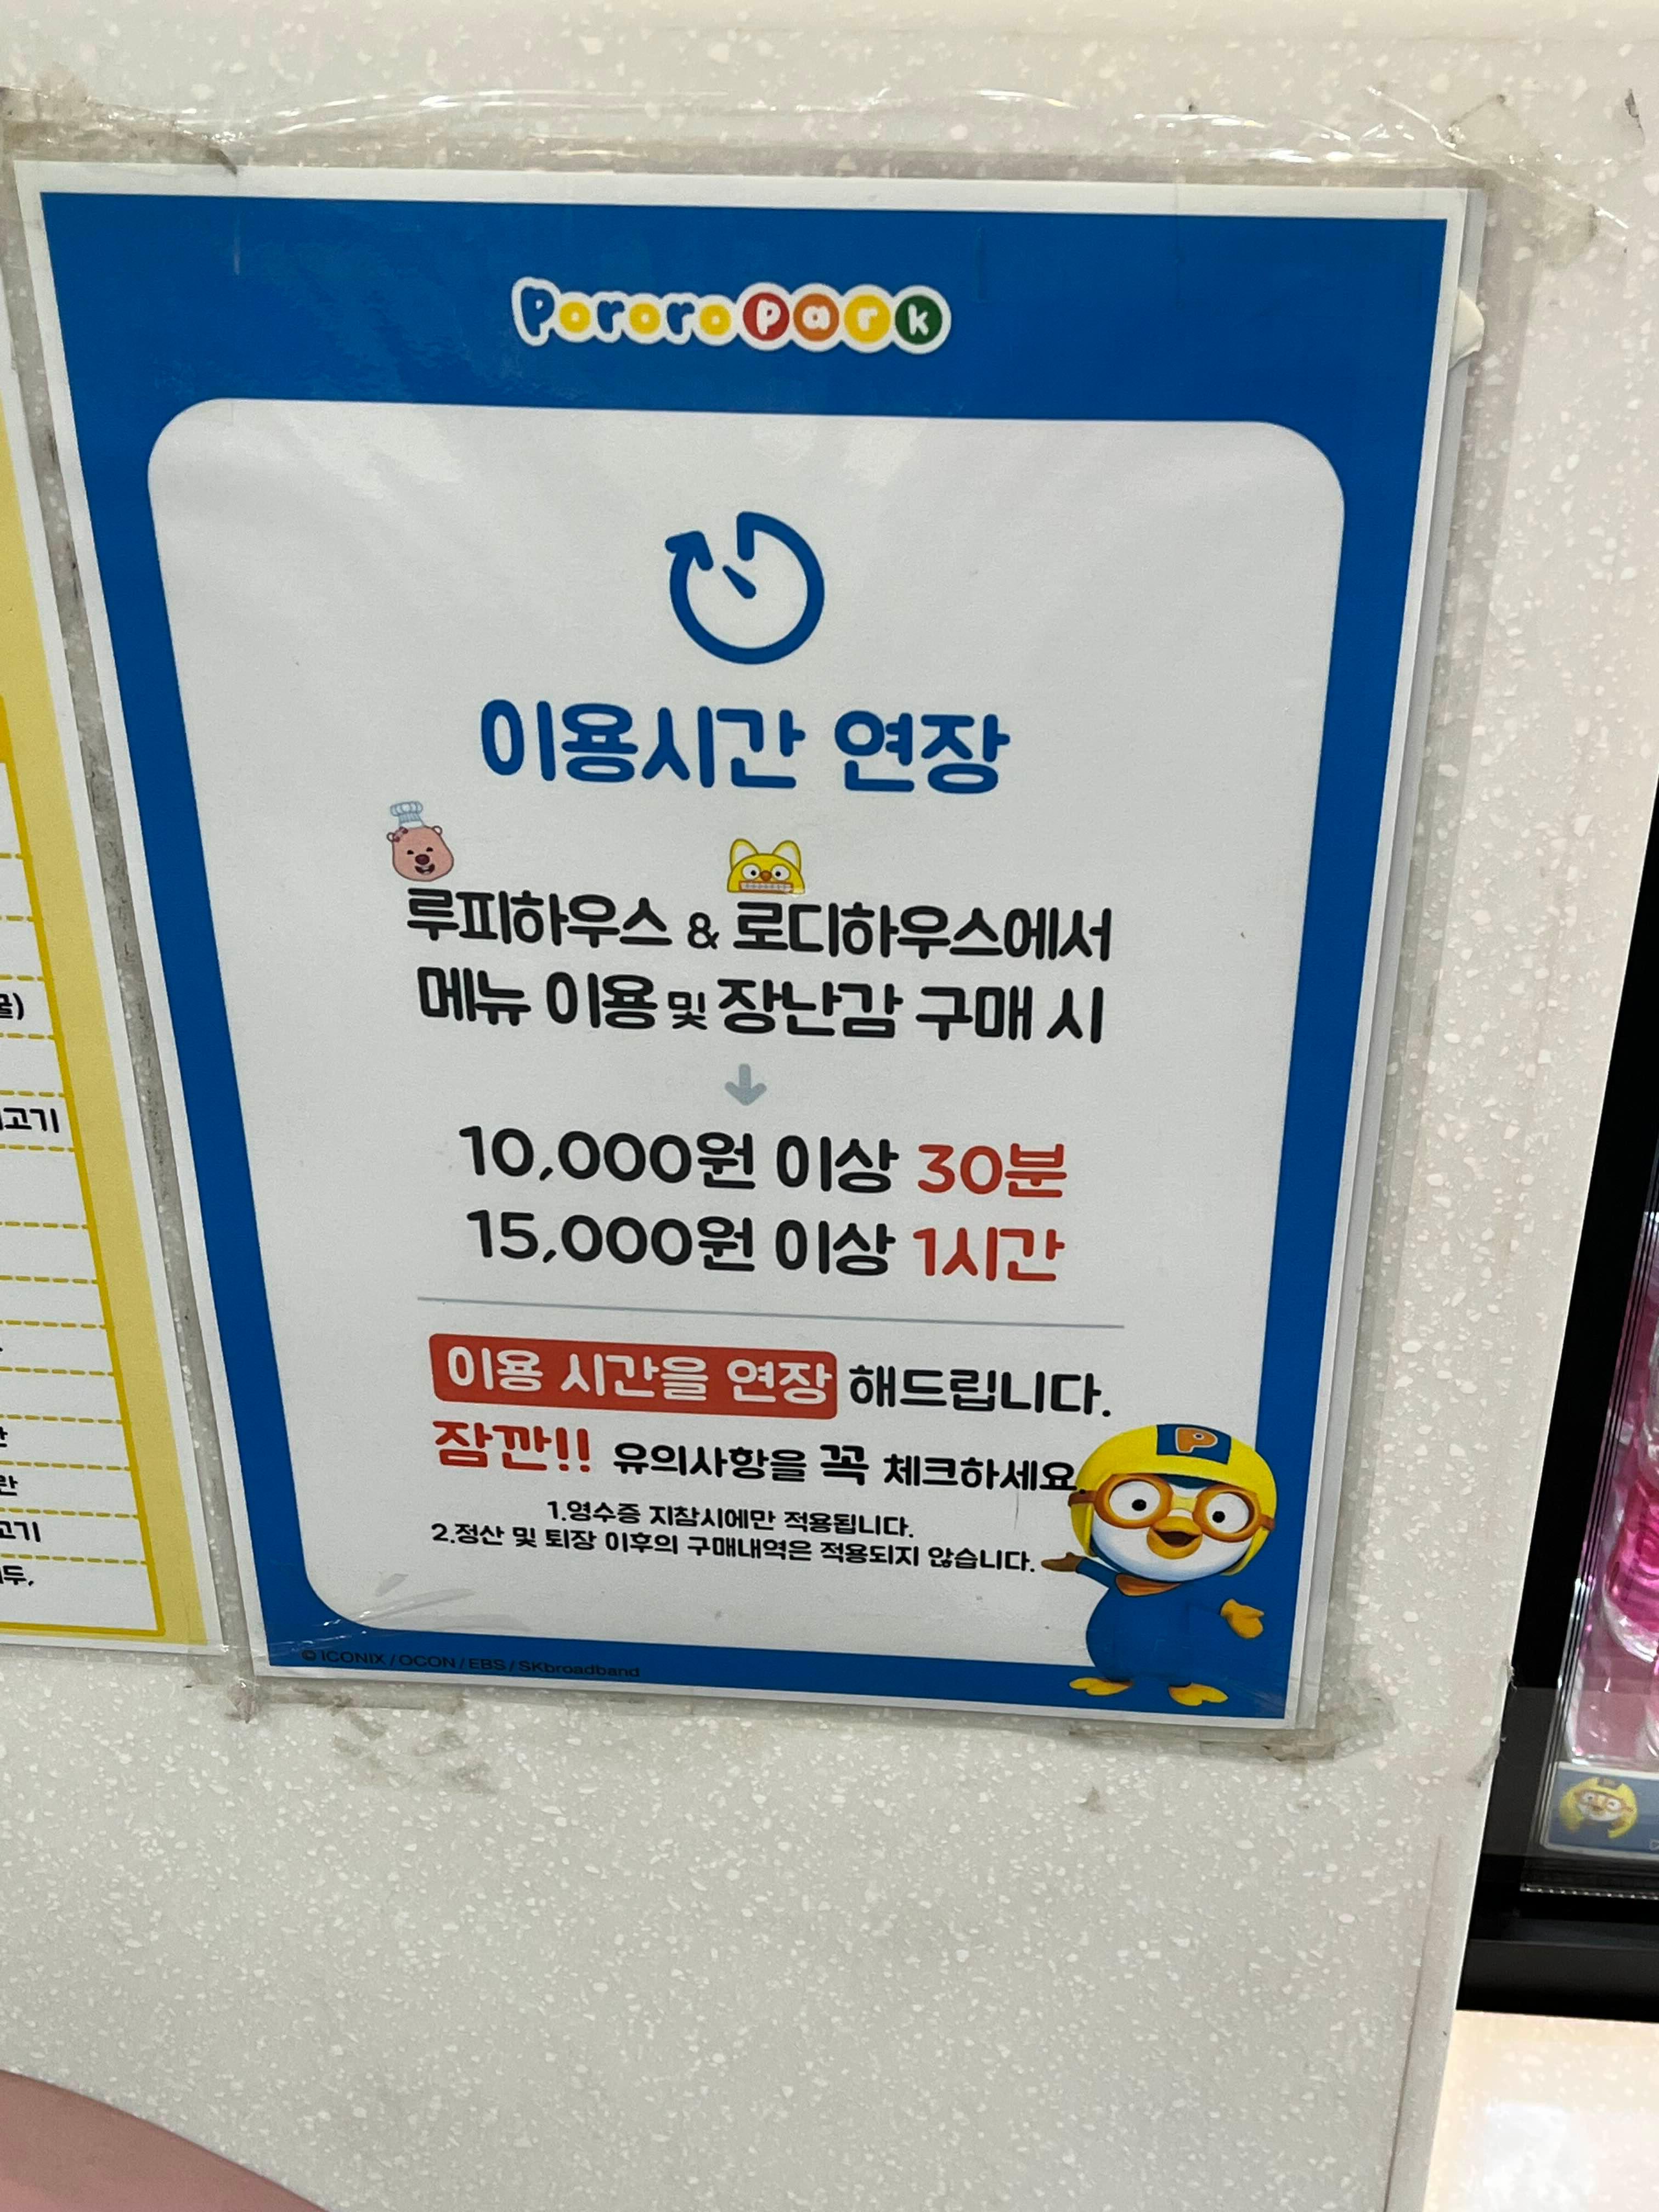 Pororo park
이용시간 연장
루피하우스 & 로디하우스에서
메뉴 이용 및 장난감 구매 시
10,000원 이상 30분
15,000원 이상 1시간
이용 시간을 연장 해드립니다.
잠깐!! 유의사항을 꼭 체크하세요.
1.영수증 지참시에만 적용됩니다.
2.정산 및 퇴장 이후의 구매내역은 적용되지 않습니다.
© ICONIX / OCON / EBS / SKbroadband
P
고기
란
고기